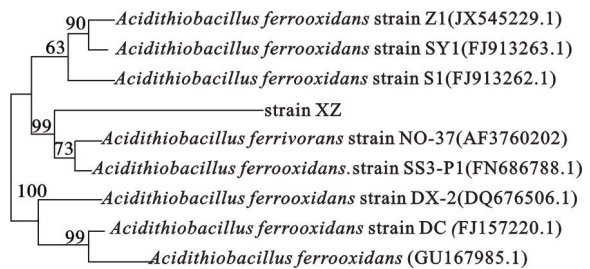 90 Acidithiobacillus ferrooxidans strain Z1(JX545229.1)
63 Acidithiobacillus ferrooxidans strain SY1(FJ913263.1)
Acidithiobacillus ferrooxidans strain S1(FJ913262.1)
strain XZ
99 Acidithiobacillus ferrivorans strain NO-37(AF3760202)
73 Acidithiobacillus ferrooxidans.strain SS3-P1(FN686788.1)
100 Acidithiobacillus ferrooxidans strain DX-2(DQ676506.1)
Acidithiobacillus ferrooxidans strain DC (FJ157220.1)
99 Acidithiobacillus ferrooxidans (GU167985.1)